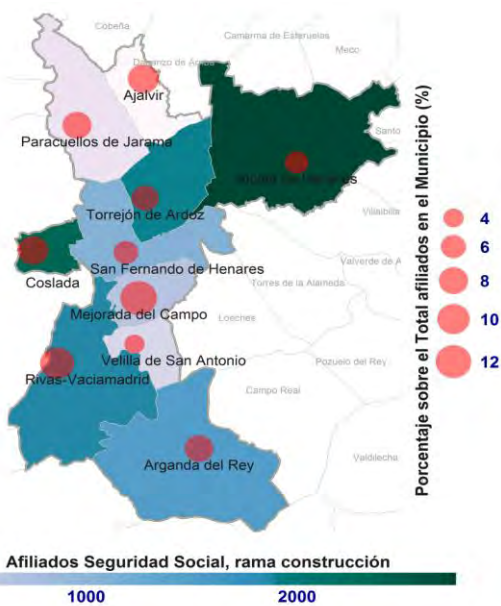 Cobeña
Camarma de Esteruelas
Meco
Ajalvir
Santo
Paracuellos de Jarama
Torrejón de Ardoz
Villalbilla
San Fernando de Henares
Valverde de A
Coslada
Torres de la Alameda
Mejorada del Campo
Loeches
Velilla de San Antonio
Pozuelo del Rey
Rivas-Vaciamadrid
Campo Real
Arganda del Rey
Valdilecha
Porcentaje sobre el Total afiliados en el Municipio (%)
4
6
8
10
12
Afiliados Seguridad Social, rama construcción
1000
2000